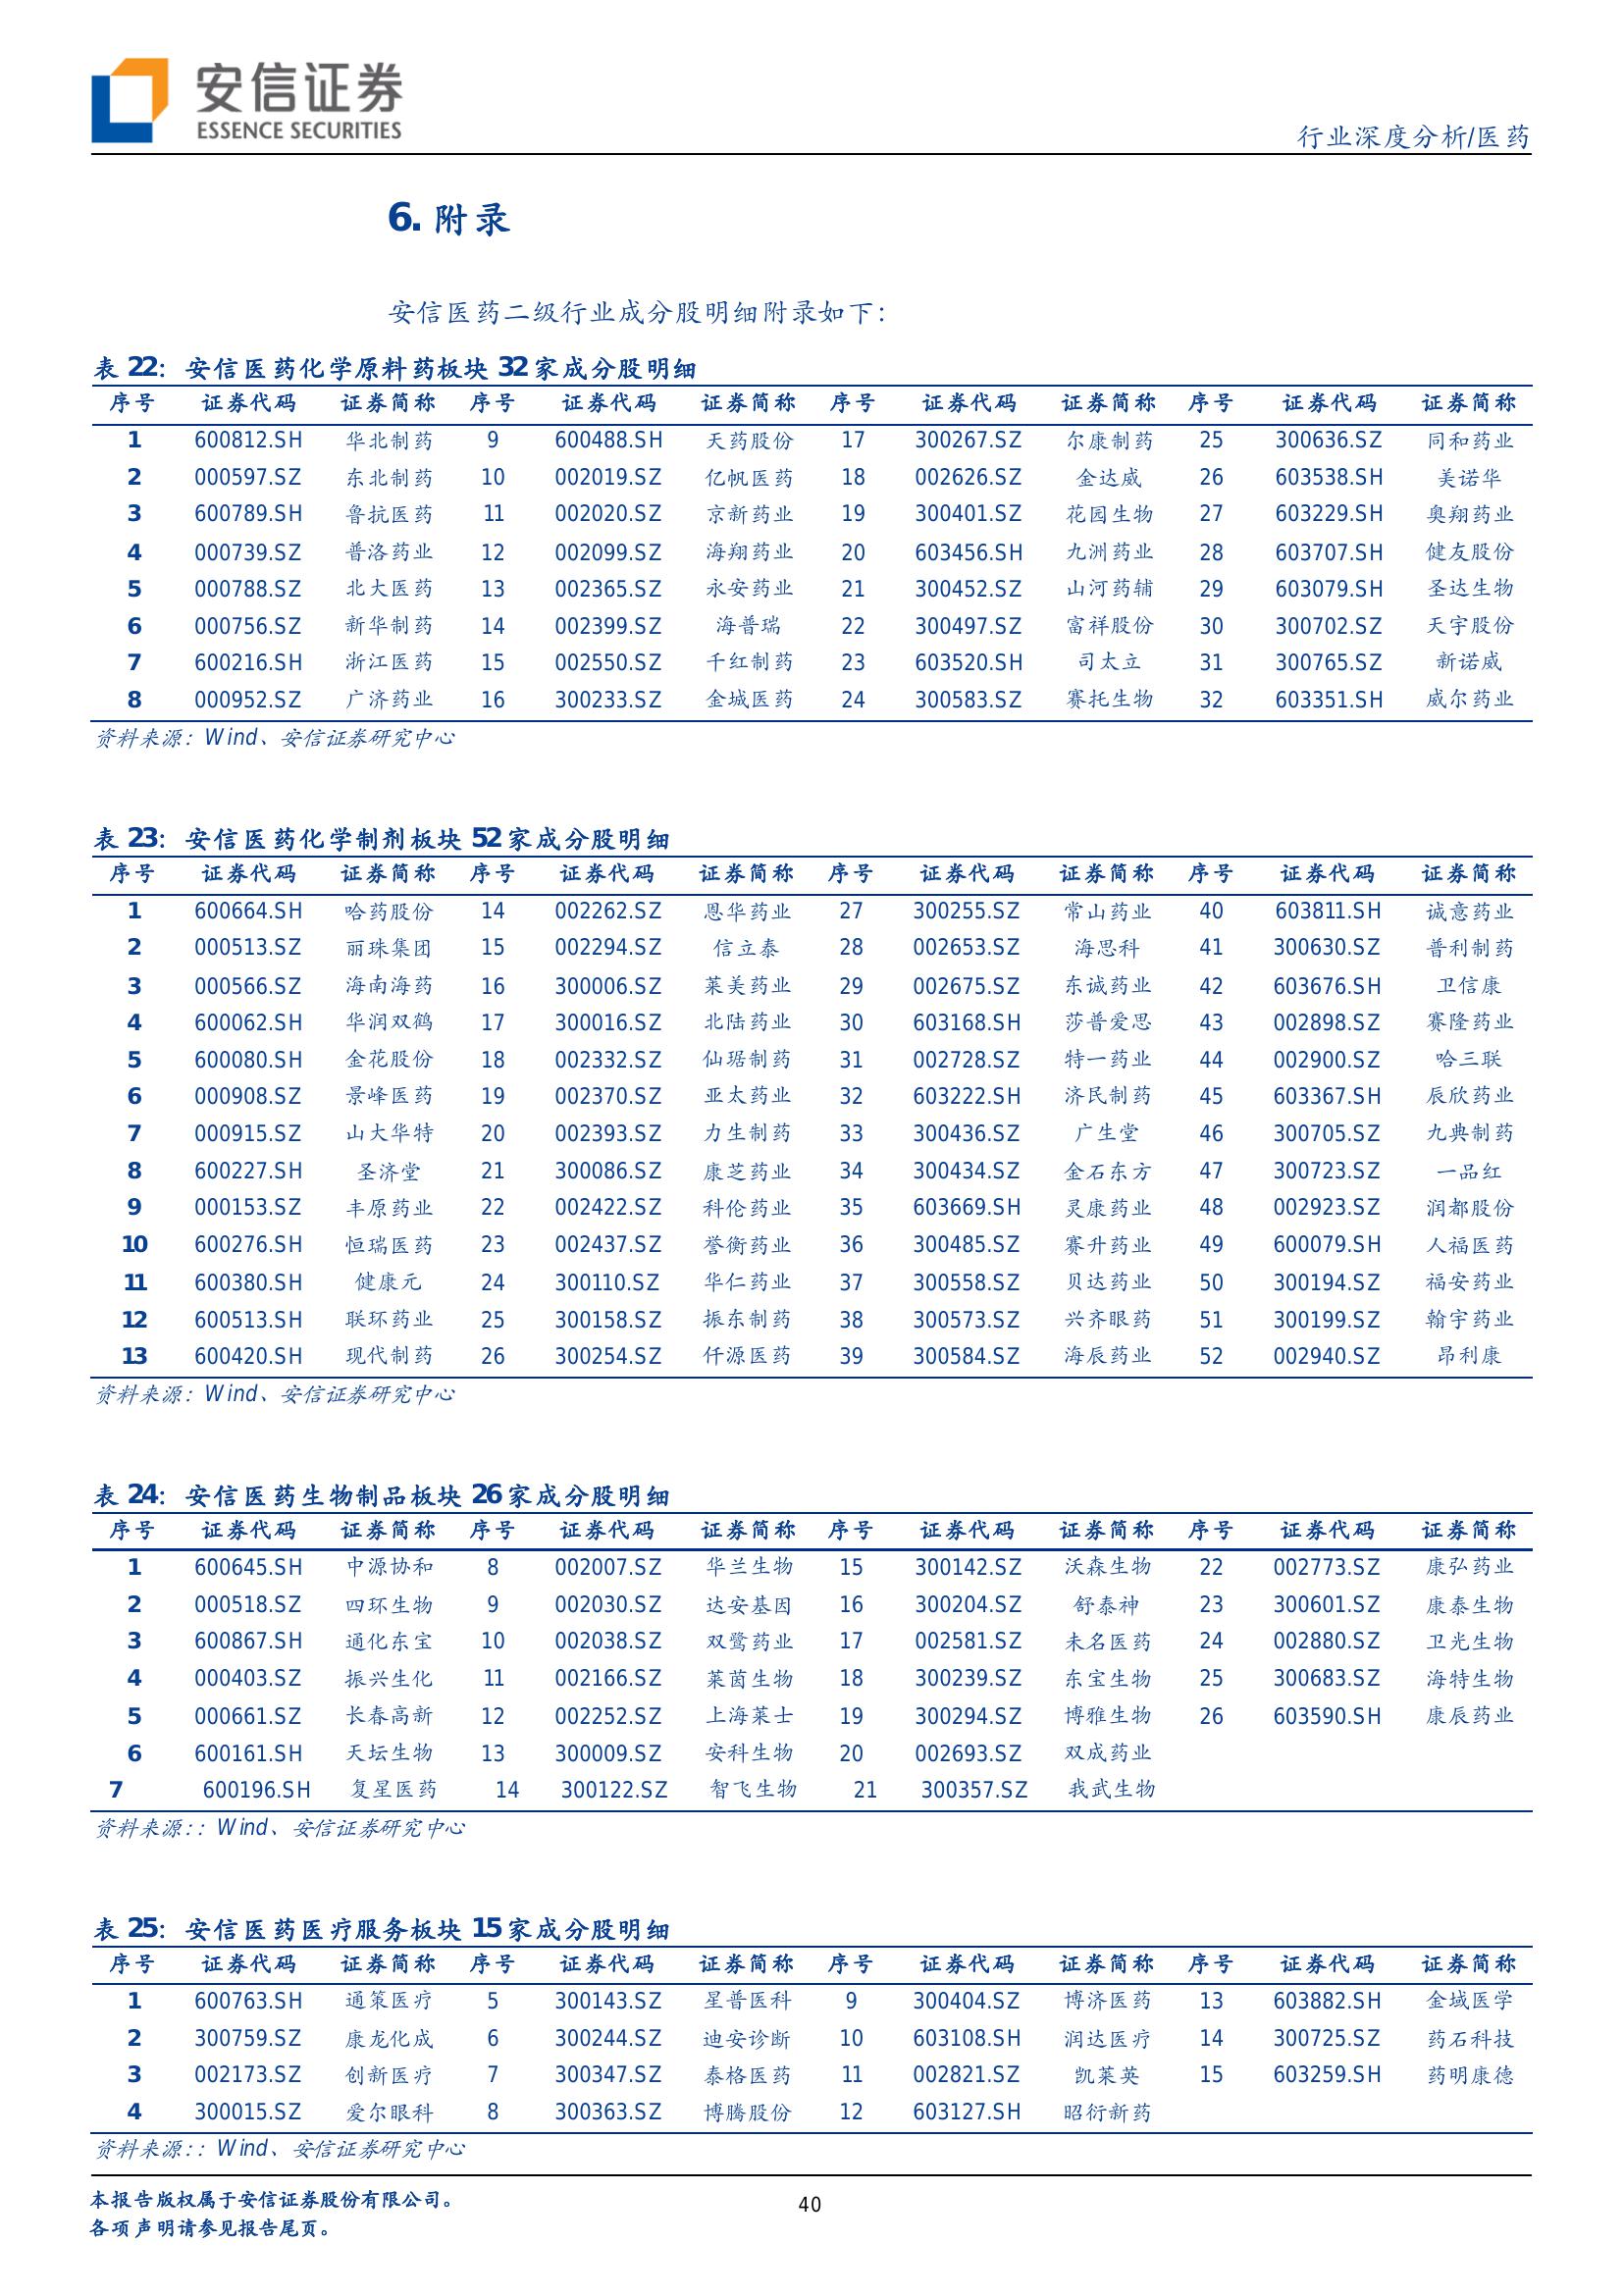 安信证券
ESSENCE SECURITIES
行业深度分析/医药
6. 附录
安信医药二级行业成分股明细附录如下：
表 22：安信医药化学原料药板块 32 家成分股明细
序号 证券代码 证券简称 序号 证券代码 证券简称 序号 证券代码 证券简称 序号 证券代码 证券简称
1 600812.SH 华北制药 9 600488.SH 天药股份 17 300267.SZ 尔康制药 25 300636.SZ 同和药业
2 000597.SZ 东北制药 10 002019.SZ 亿帆医药 18 002626.SZ 金达威 26 603538.SH 美诺华
3 600789.SH 鲁抗医药 11 002020.SZ 京新药业 19 300401.SZ 花园生物 27 603229.SH 奥翔药业
4 000739.SZ 普洛药业 12 002099.SZ 海翔药业 20 603456.SH 九洲药业 28 603707.SH 健友股份
5 000788.SZ 北大医药 13 002365.SZ 永安药业 21 300452.SZ 山河药辅 29 603079.SH 圣达生物
6 000756.SZ 新华制药 14 002399.SZ 海普瑞 22 300497.SZ 富祥股份 30 300702.SZ 天宇股份
7 600216.SH 浙江医药 15 002550.SZ 千红制药 23 603520.SH 司太立 31 300765.SZ 新诺威
8 000952.SZ 广济药业 16 300233.SZ 金城医药 24 300583.SZ 赛托生物 32 603351.SH 威尔药业
资料来源：Wind、安信证券研究中心
表 23：安信医药化学制剂板块 52 家成分股明细
序号 证券代码 证券简称 序号 证券代码 证券简称 序号 证券代码 证券简称 序号 证券代码 证券简称
1 600664.SH 哈药股份 14 002262.SZ 恩华药业 27 300255.SZ 常山药业 40 603811.SH 诚意药业
2 000513.SZ 丽珠集团 15 002294.SZ 信立泰 28 002653.SZ 海思科 41 300630.SZ 普利制药
3 000566.SZ 海南海药 16 300006.SZ 莱美药业 29 002675.SZ 东诚药业 42 603676.SH 卫信康
4 600062.SH 华润双鹤 17 300016.SZ 北陆药业 30 603168.SH 莎普爱思 43 002898.SZ 赛隆药业
5 600080.SH 金花股份 18 002332.SZ 仙琚制药 31 002728.SZ 特一药业 44 002900.SZ 哈三联
6 000908.SZ 景峰医药 19 002370.SZ 亚太药业 32 603222.SH 济民制药 45 603367.SH 辰欣药业
7 000915.SZ 山大华特 20 002393.SZ 力生制药 33 300436.SZ 广生堂 46 300705.SZ 九典制药
8 600227.SH 圣济堂 21 300086.SZ 康芝药业 34 300434.SZ 金石东方 47 300723.SZ 一品红
9 000153.SZ 丰原药业 22 002422.SZ 科伦药业 35 603669.SH 灵康药业 48 002923.SZ 润都股份
10 600276.SH 恒瑞医药 23 002437.SZ 誉衡药业 36 300485.SZ 赛升药业 49 600079.SH 人福医药
11 600380.SH 健康元 24 300110.SZ 华仁药业 37 300558.SZ 贝达药业 50 300194.SZ 福安药业
12 600513.SH 联环药业 25 300158.SZ 振东制药 38 300573.SZ 兴齐眼药 51 300199.SZ 翰宇药业
13 600420.SH 现代制药 26 300254.SZ 仟源医药 39 300584.SZ 海辰药业 52 002940.SZ 昂利康
资料来源：Wind、安信证券研究中心
表 24：安信医药生物制品板块 26 家成分股明细
序号 证券代码 证券简称 序号 证券代码 证券简称 序号 证券代码 证券简称 序号 证券代码 证券简称
1 600645.SH 中源协和 8 002007.SZ 华兰生物 15 300142.SZ 沃森生物 22 002773.SZ 康弘药业
2 000518.SZ 四环生物 9 002030.SZ 达安基因 16 300204.SZ 舒泰神 23 300601.SZ 康泰生物
3 600867.SH 通化东宝 10 002038.SZ 双鹭药业 17 002581.SZ 未名医药 24 002880.SZ 卫光生物
4 000403.SZ 振兴生化 11 002166.SZ 莱茵生物 18 300239.SZ 东宝生物 25 300683.SZ 海特生物
5 000661.SZ 长春高新 12 002252.SZ 上海莱士 19 300294.SZ 博雅生物 26 603590.SH 康辰药业
6 600161.SH 天坛生物 13 300009.SZ 安科生物 20 002693.SZ 双成药业
7 600196.SH 复星医药 14 300122.SZ 智飞生物 21 300357.SZ 我武生物
资料来源：：Wind、安信证券研究中心
表 25：安信医药医疗服务板块 15 家成分股明细
序号 证券代码 证券简称 序号 证券代码 证券简称 序号 证券代码 证券简称 序号 证券代码 证券简称
1 600763.SH 通策医疗 5 300143.SZ 星普医科 9 300404.SZ 博济医药 13 603882.SH 金域医学
2 300759.SZ 康龙化成 6 300244.SZ 迪安诊断 10 603108.SH 润达医疗 14 300725.SZ 药石科技
3 002173.SZ 创新医疗 7 300347.SZ 泰格医药 11 002821.SZ 凯莱英 15 603259.SH 药明康德
4 300015.SZ 爱尔眼科 8 300363.SZ 博腾股份 12 603127.SH 昭衍新药
资料来源：：Wind、安信证券研究中心
本报告版权属于安信证券股份有限公司。
40
各项声明请参见报告尾页。